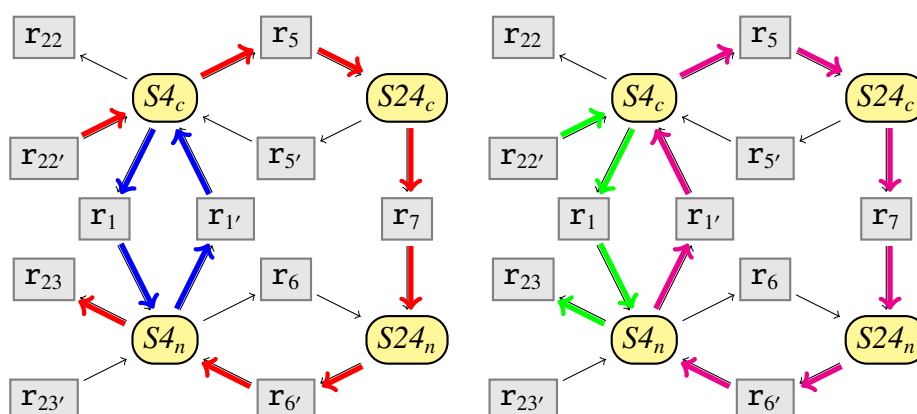 r₂₂ r₅ r₂₂ r₅
S4c S24c S4c S24c
r₂₂′ r₅′ r₂₂′ r₅′
r₁ r₁′ r₇ r₁ r₁′ r₇
r₂₃ r₆ r₂₃ r₆
S4n S24n S4n S24n
r₂₃′ r₆′ r₂₃′ r₆′